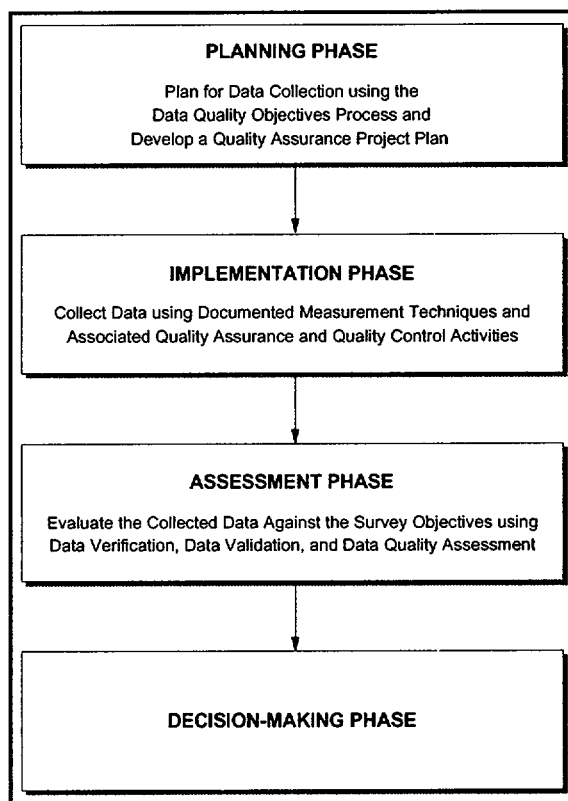 PLANNING PHASE
Plan for Data Collection using the
Data Quality Objectives Process and
Develop a Quality Assurance Project Plan
IMPLEMENTATION PHASE
Collect Data using Documented Measurement Techniques and
Associated Quality Assurance and Quality Control Activities
ASSESSMENT PHASE
Evaluate the Collected Data Against the Survey Objectives using
Data Verification, Data Validation, and Data Quality Assessment
DECISION-MAKING PHASE